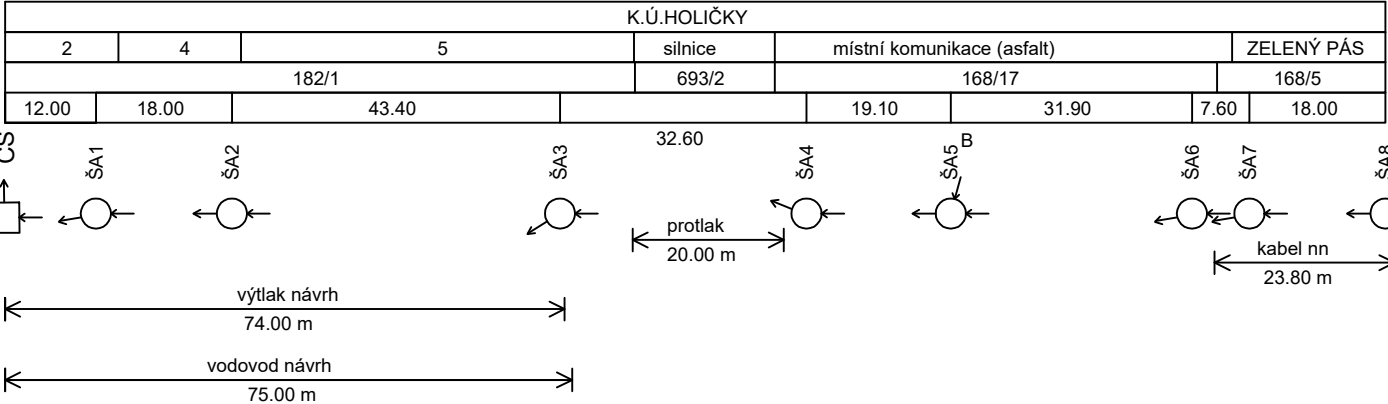 K.Ú.HOLIČKY
2 4 5 silnice místní komunikace (asfalt) ZELENÝ PÁS
182/1 693/2 168/17 168/5
12.00 18.00 43.40 19.10 31.90 7.60 18.00
32.60
ČS ŠA1 ŠA2 ŠA3 ŠA4 ŠA5 B ŠA6 ŠA7 ŠA8
protlak
20.00 m
kabel nn
23.80 m
výtlak návrh
74.00 m
vodovod návrh
75.00 m